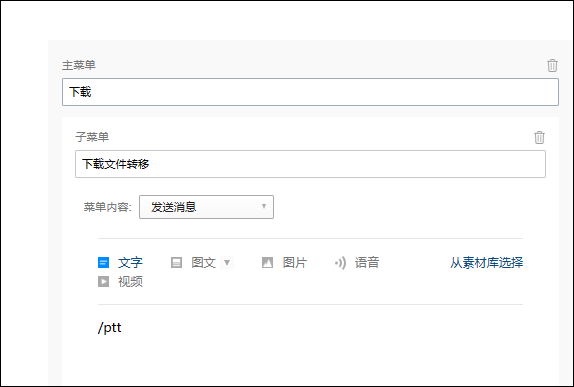 主菜单
下载
子菜单
下载文件转移
菜单内容: 发送消息
文字 图文 图片 语音 从素材库选择
视频
/ptt